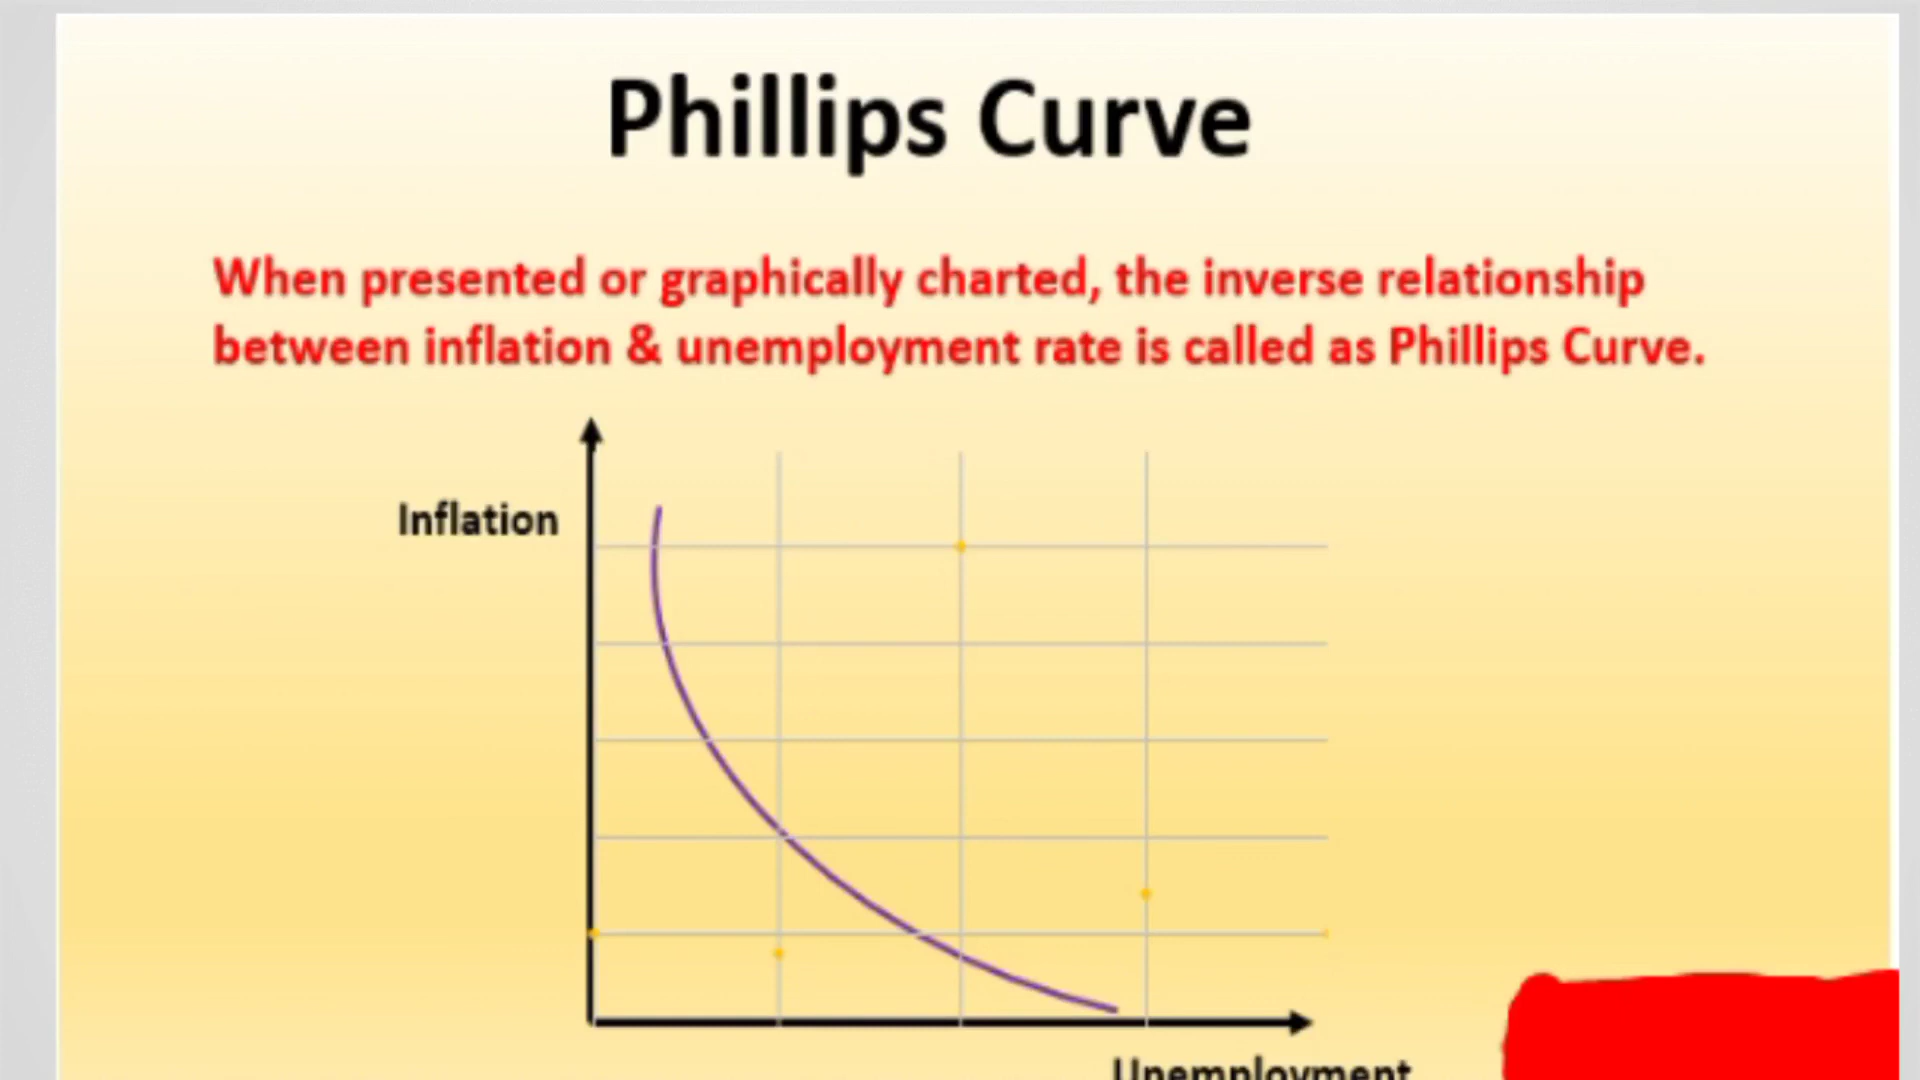 Phillips Curve
When presented or graphically charted, the inverse relationship
between inflation & unemployment rate is called as Phillips Curve.
Inflation
Unemployment